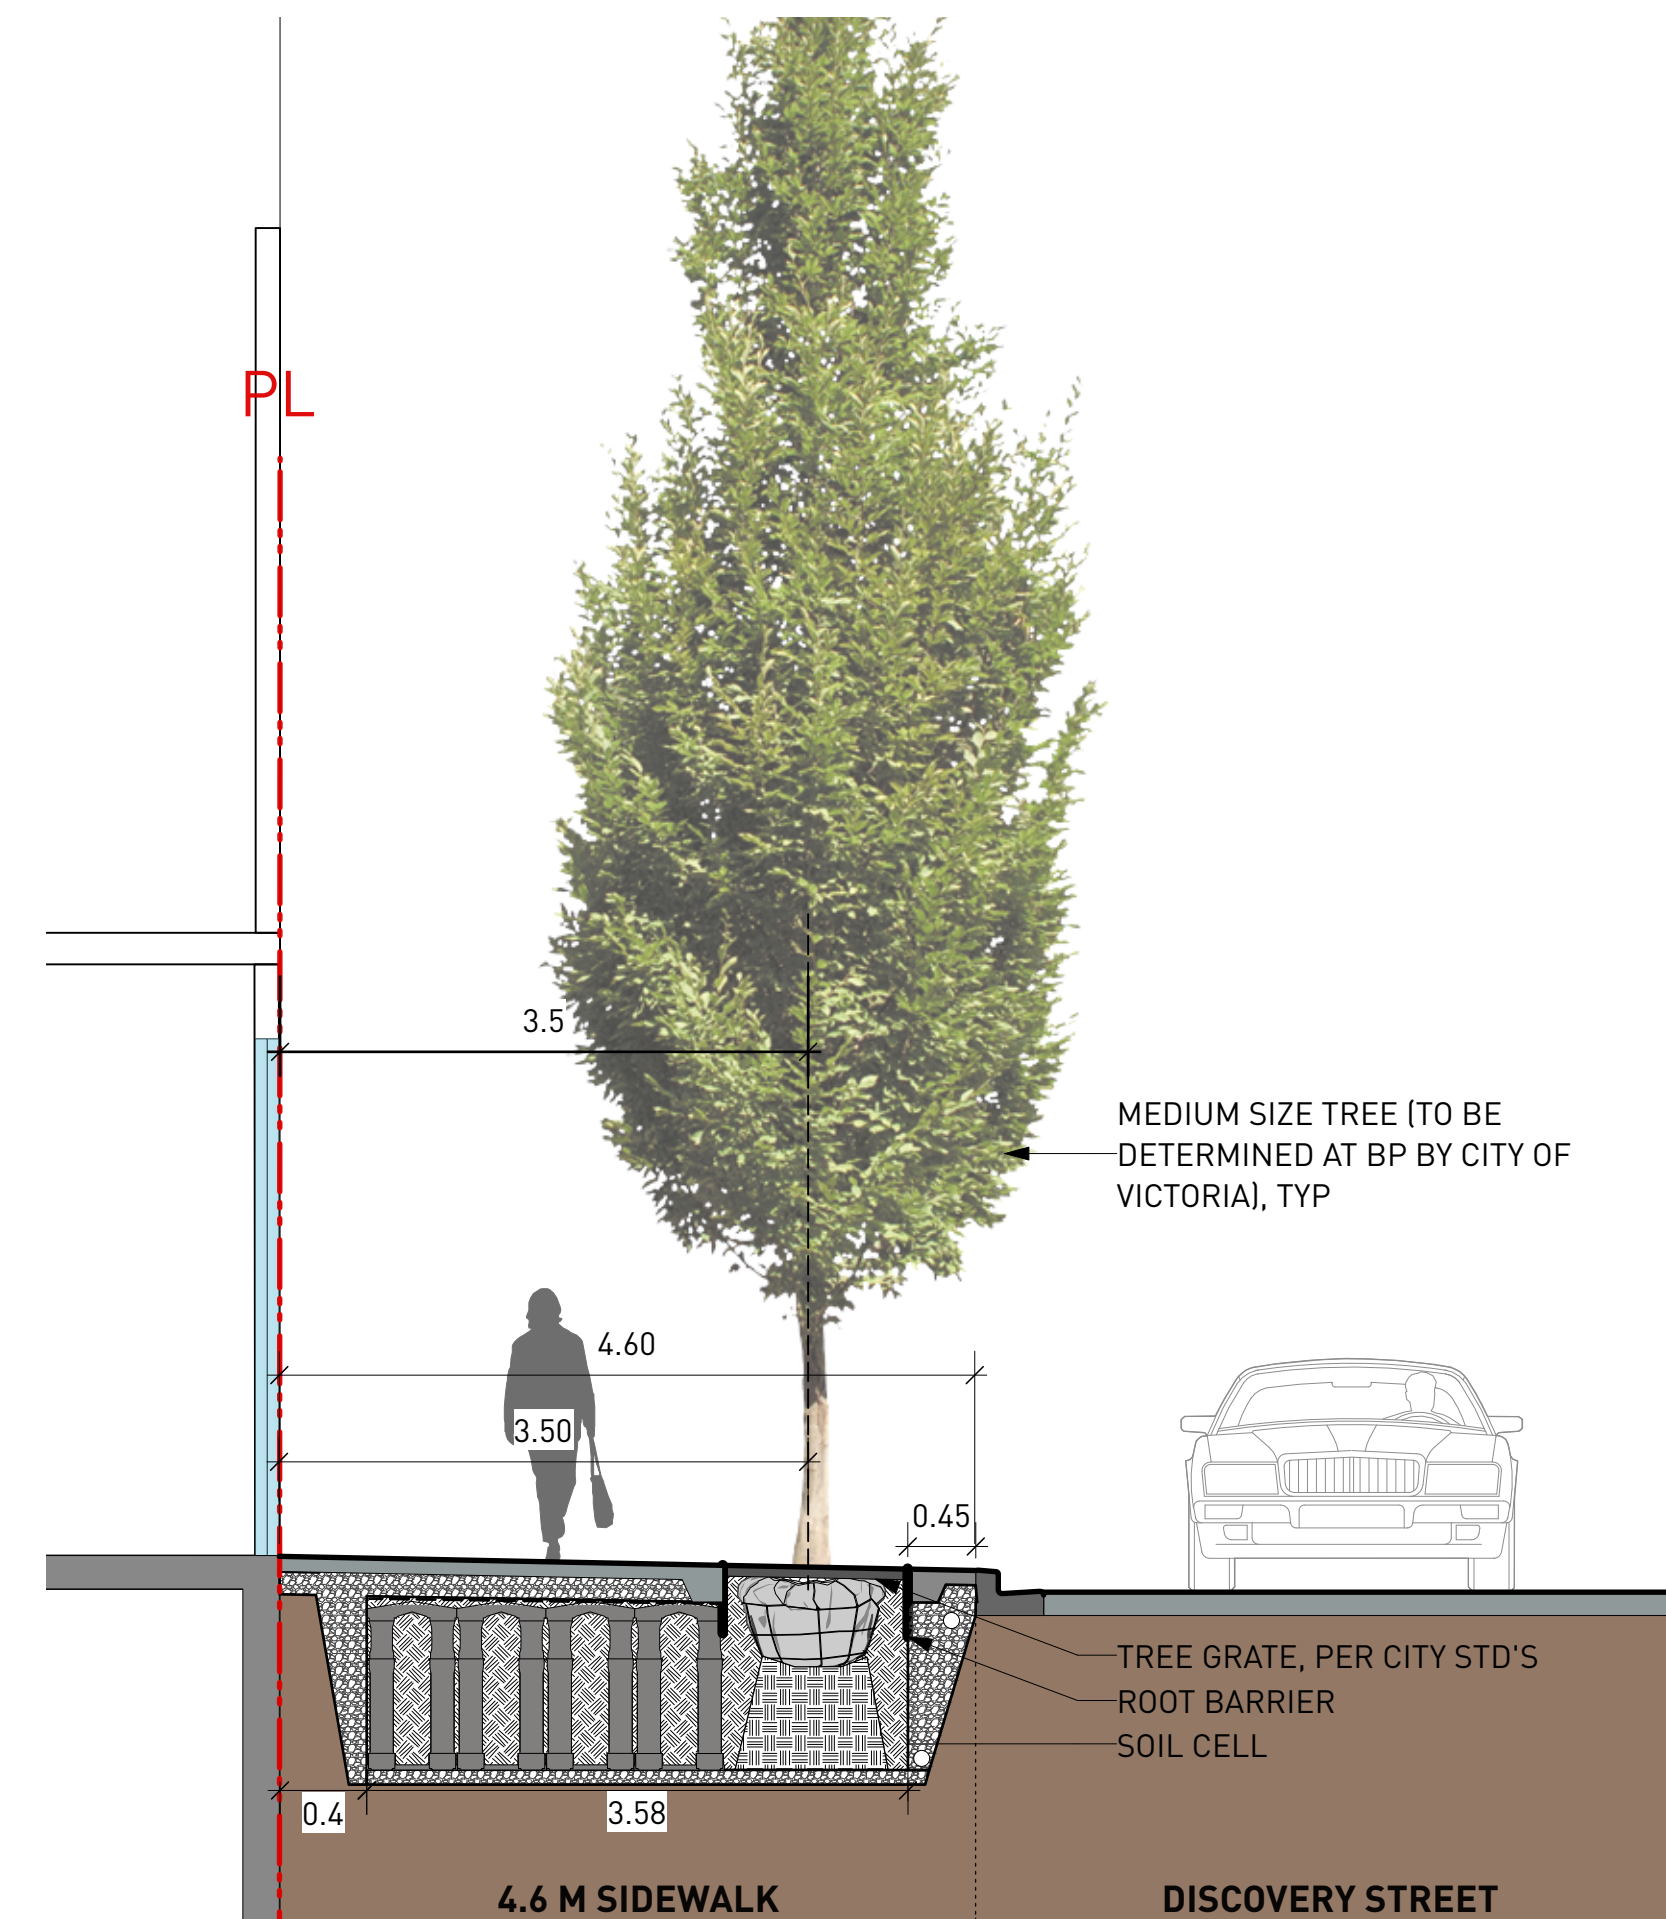 PL
3.5
MEDIUM SIZE TREE (TO BE
DETERMINED AT BP BY CITY OF
VICTORIA), TYP
4.60
3.50
0.45
TREE GRATE, PER CITY STD'S
ROOT BARRIER
SOIL CELL
0.4
3.58
4.6 M SIDEWALK
DISCOVERY STREET